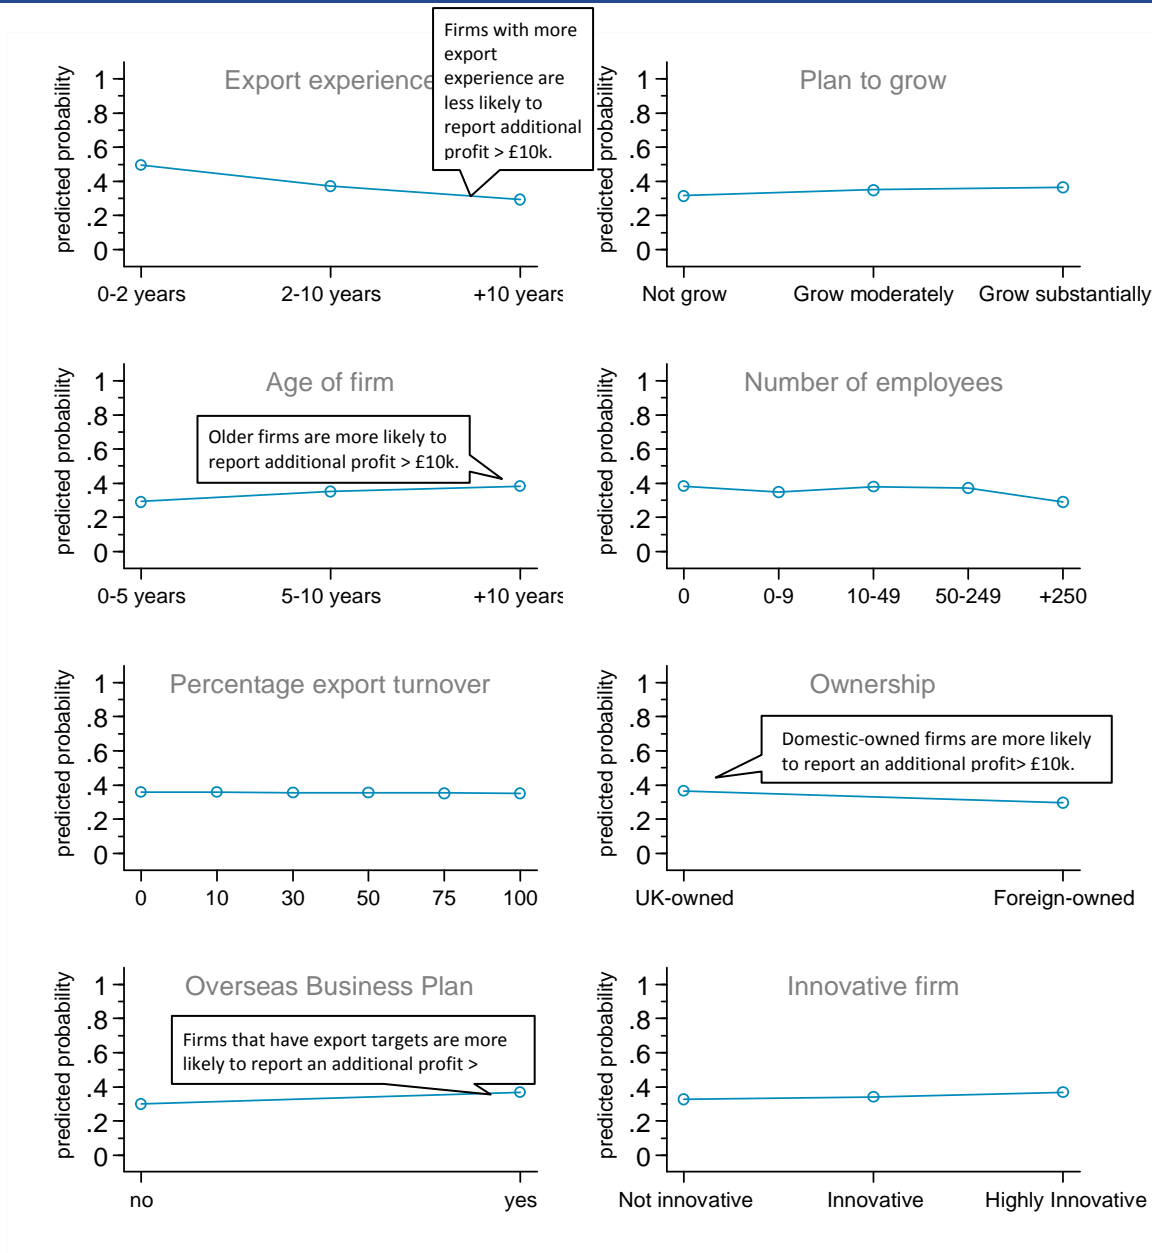 Export experience
Firms with more
export
experience are
less likely to
report additional
profit > £10k.
predicted probability
1
.8
.6
.4
.2
0
0-2 years
2-10 years
+10 years
Plan to grow
predicted probability
1
.8
.6
.4
.2
0
Not grow
Grow moderately
Grow substantially
Age of firm
Older firms are more likely to
report additional profit > £10k.
predicted probability
1
.8
.6
.4
.2
0
0-5 years
5-10 years
+10 years
Number of employees
predicted probability
1
.8
.6
.4
.2
0
0
0-9
10-49
50-249
+250
Percentage export turnover
predicted probability
1
.8
.6
.4
.2
0
0
10
30
50
75
100
Ownership
Domestic-owned firms are more likely
to report an additional profit> £10k.
predicted probability
1
.8
.6
.4
.2
0
UK-owned
Foreign-owned
Overseas Business Plan
Firms that have export targets are more
likely to report an additional profit >
predicted probability
1
.8
.6
.4
.2
0
no
yes
Innovative firm
predicted probability
1
.8
.6
.4
.2
0
Not innovative
Innovative
Highly Innovative